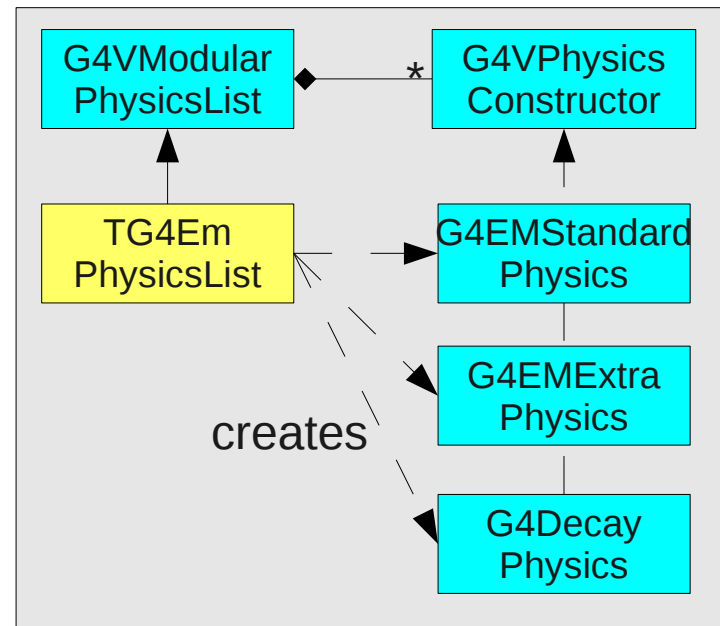 G4VModular
PhysicsList
*
G4VPhysics
Constructor
TG4Em
PhysicsList
G4EMStandard
Physics
G4EMExtra
Physics
creates
G4Decay
Physics